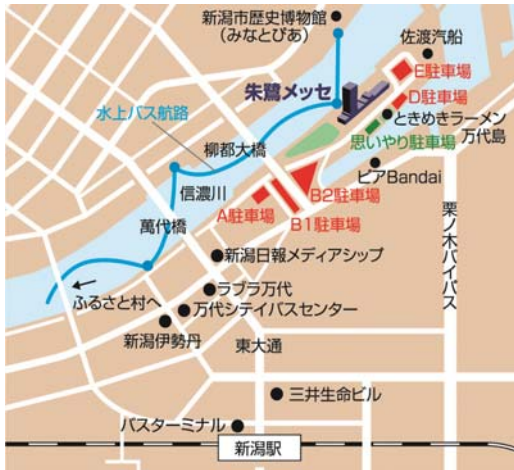 新潟市歴史博物館
(みなとぴあ)
佐渡汽船
E駐車場
朱鷺メッセ
D駐車場
水上バス航路
ときめきラーメン
万代島
思いやり駐車場
柳都大橋
ピアBandai
信濃川
B2駐車場
A駐車場
B1駐車場
萬代橋
栗ノ木バイパス
新潟日報メディアシップ
ふるさと村へ
ラブラ万代
万代シテイバスセンター
新潟伊勢丹
東大通
三井生命ビル
バスターミナル
新潟駅